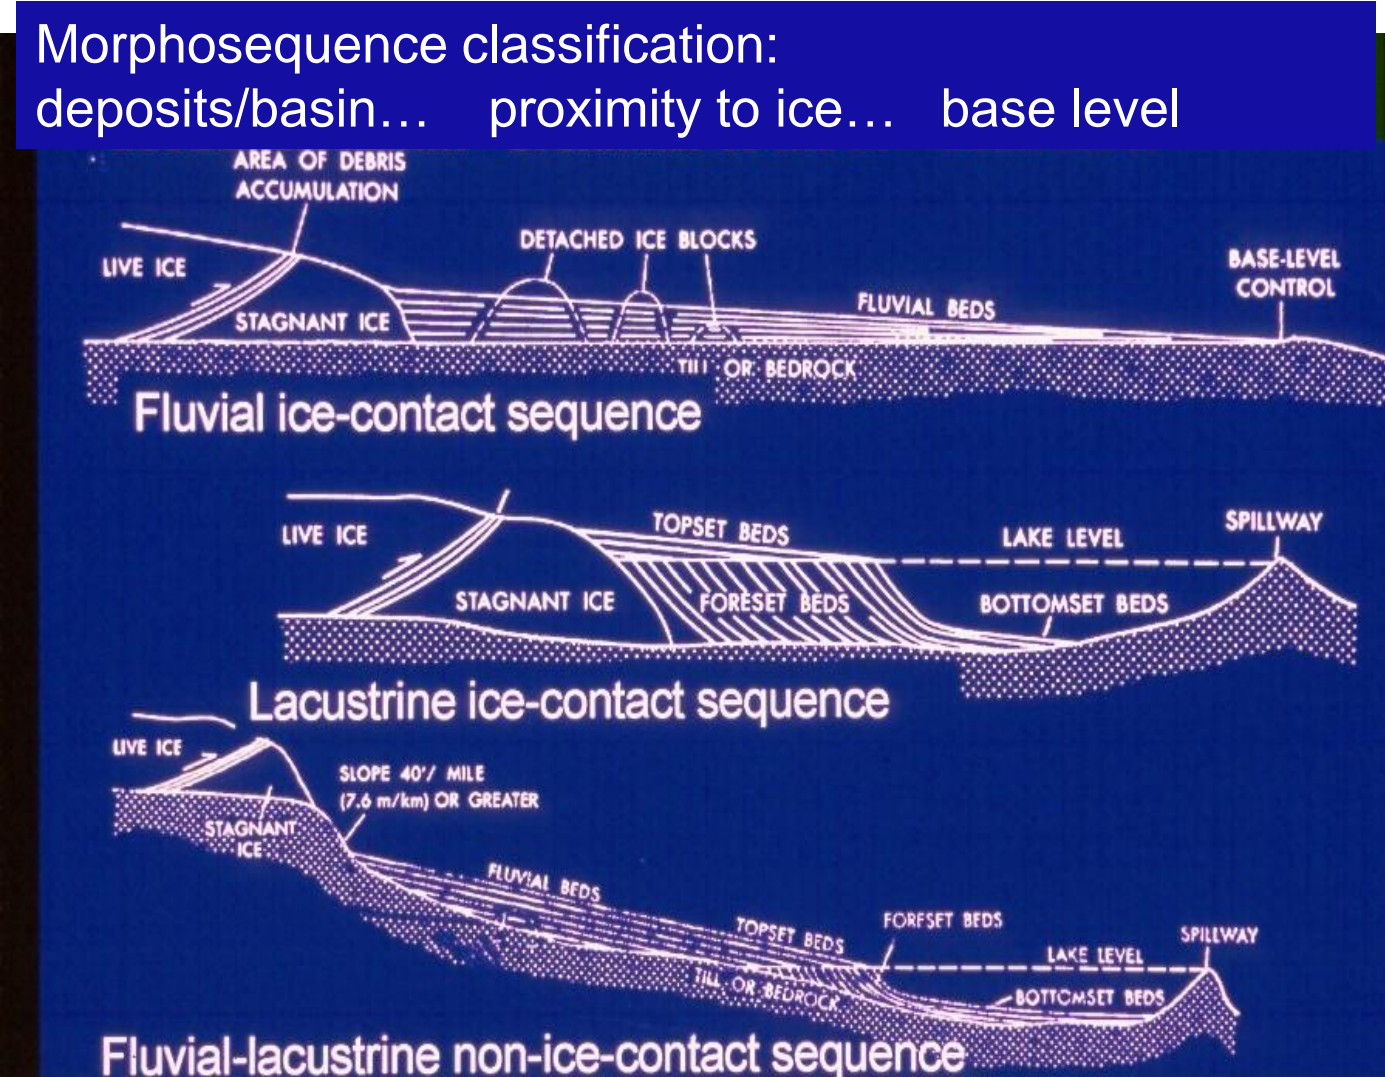 Morphosequence classification:
deposits/basin… proximity to ice… base level
AREA OF DEBRIS
ACCUMULATION
DETACHED ICE BLOCKS
LIVE ICE
BASE-LEVEL
CONTROL
FLUVIAL BEDS
STAGNANT ICE
TILL OR BEDROCK
Fluvial ice-contact sequence
TOPSET BEDS
SPILLWAY
LIVE ICE
LAKE LEVEL
STAGNANT ICE
FORESET BEDS
BOTTOMSET BEDS
Lacustrine ice-contact sequence
LIVE ICE
SLOPE 40'/ MILE
(7.6 m/km) OR GREATER
STAGNANT
ICE
FLUVIAL BEDS
TOPSET BEDS
FORESET BEDS
SPILLWAY
LAKE LEVEL
TILL OR BEDROCK
BOTTOMSET BEDS
Fluvial-lacustrine non-ice-contact sequence